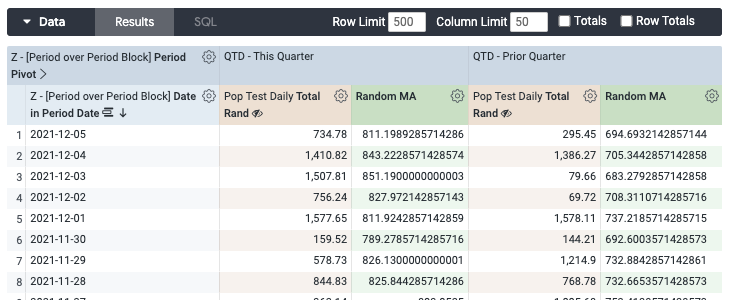 Data Results SQL Row Limit 500 Column Limit 50 Totals Row Totals
Z - [Period over Period Block] Period Pivot QTD - This Quarter QTD - Prior Quarter
Z - [Period over Period Block] Date in Period Date Pop Test Daily Total Rand Random MA Pop Test Daily Total Rand Random MA
1 2021-12-05 734.78 811.1989285714286 295.45 694.6932142857144
2 2021-12-04 1,410.82 843.2228571428574 1,386.27 705.3442857142858
3 2021-12-03 1,507.81 851.1900000000003 79.66 683.2792857142858
4 2021-12-02 756.24 827.972142857143 69.72 708.3110714285716
5 2021-12-01 1,577.65 811.9242857142859 1,578.11 737.2185714285715
6 2021-11-30 159.52 789.2785714285716 144.21 692.6003571428573
7 2021-11-29 578.73 826.1300000000001 1,214.9 732.8842857142861
8 2021-11-28 844.83 825.844285714286 768.78 732.6653571428573